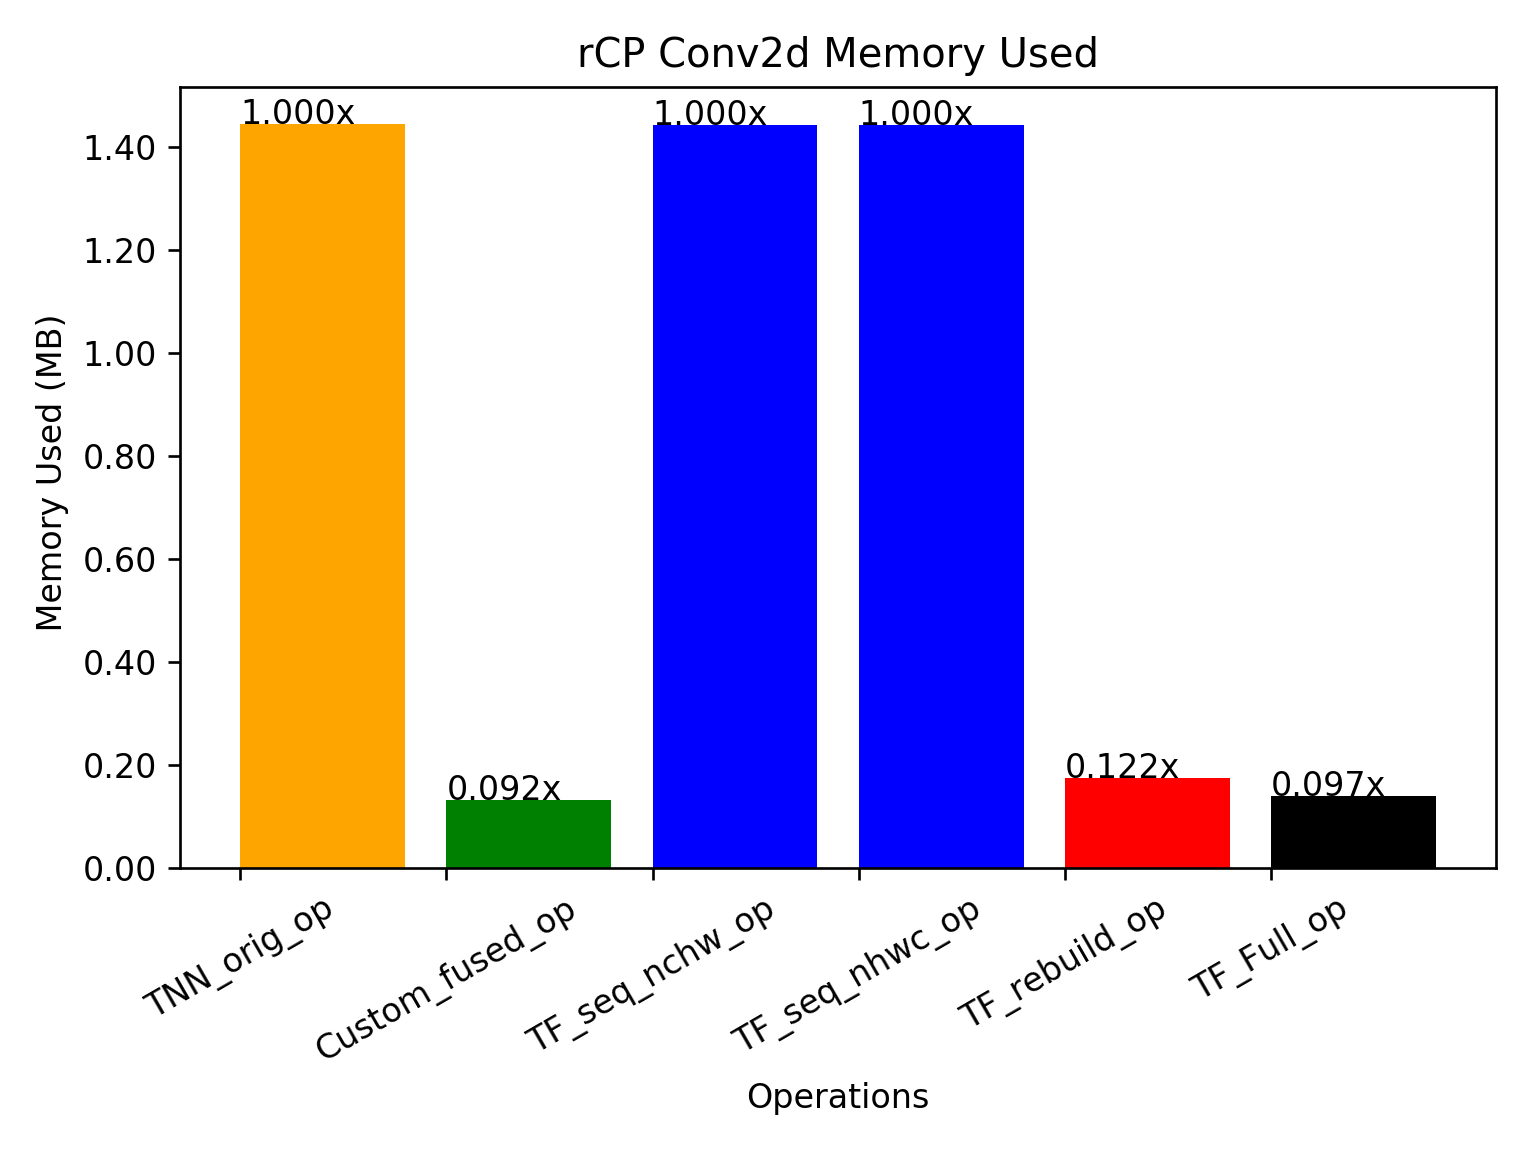 rCP Conv2d Memory Used
1.000x
1.000x
1.000x
1.40
1.20
1.00
0.80
0.60
0.40
0.20
0.00
Memory Used (MB)
0.092x
0.122x
0.097x
TNN_orig_op
Custom_fused_op
TF_seq_nchw_op
TF_seq_nhwc_op
TF_rebuild_op
TF_Full_op
Operations